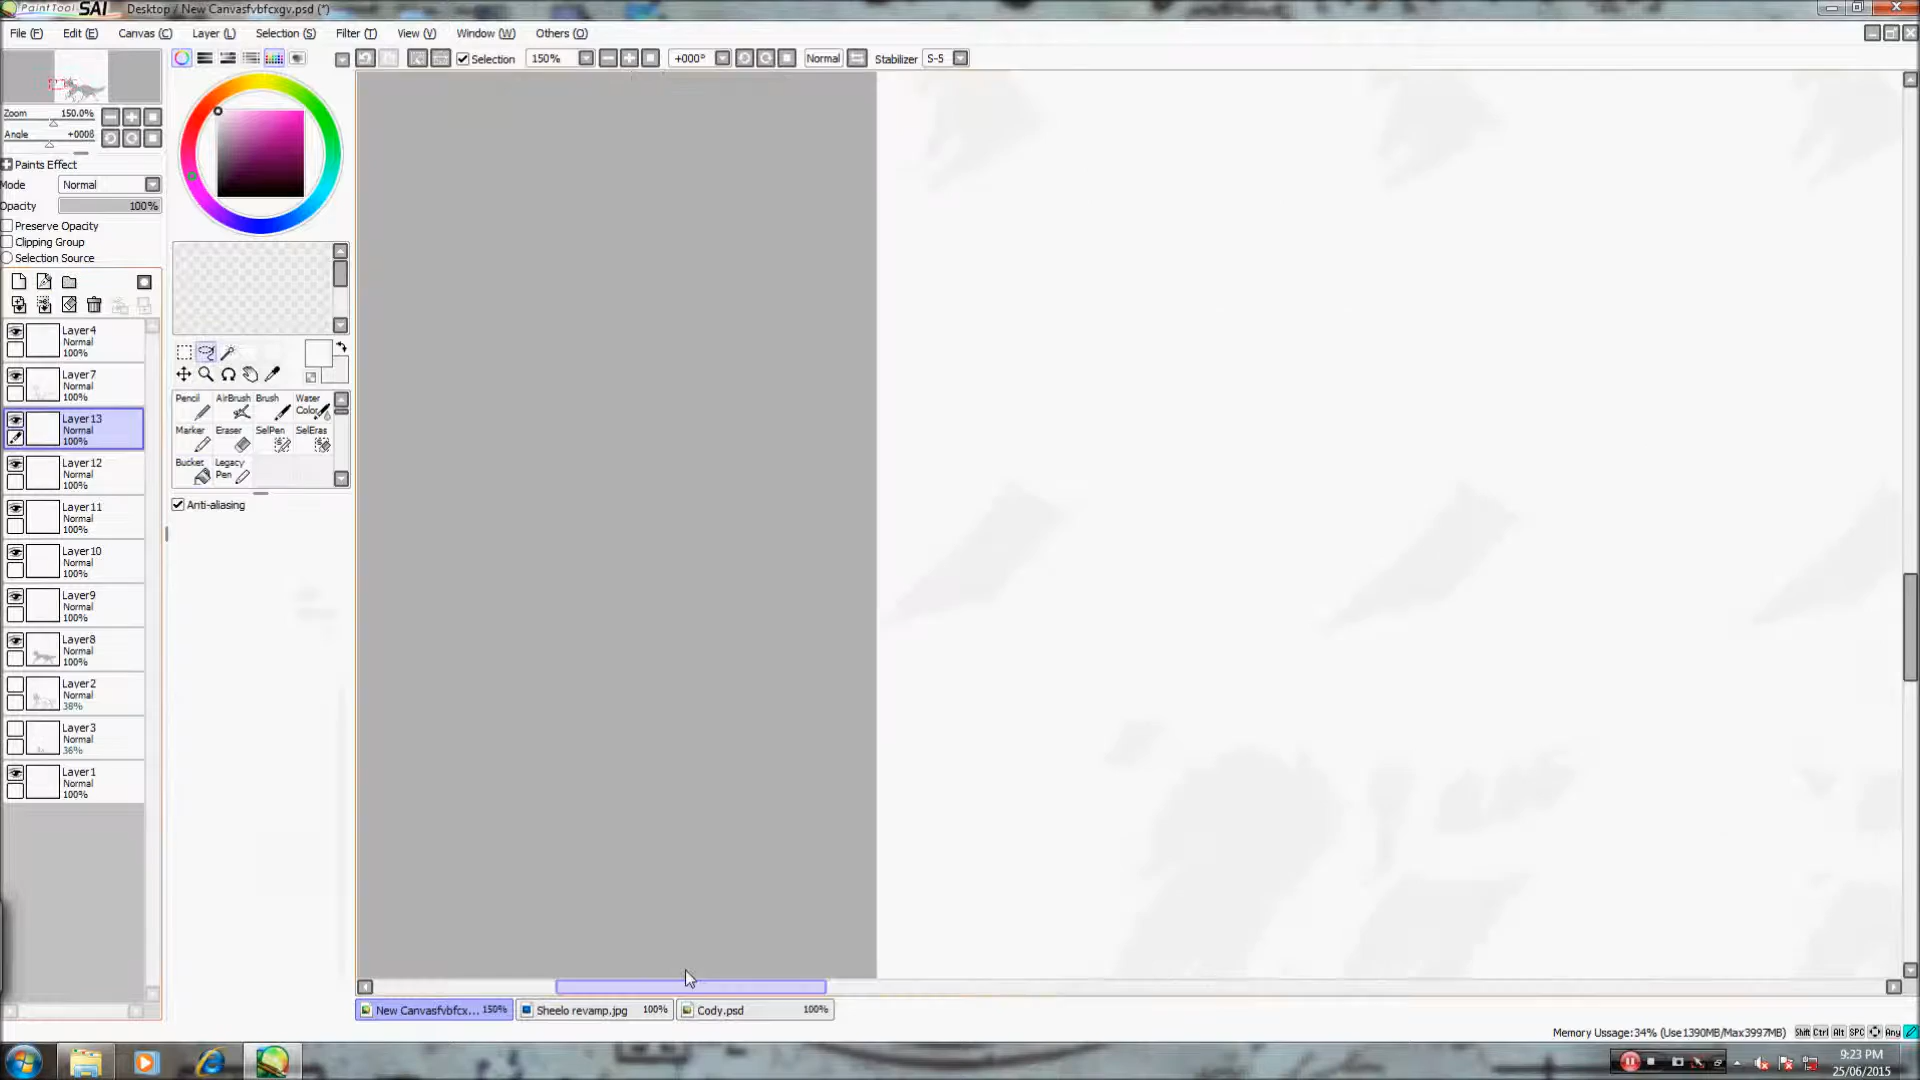 PaintTool SAI Desktop / New Canvasfvbfcxgv.psd (*)
File (F) Edit (E) Canvas (C) Layer (L) Selection (S) Filter (T) View (V) Window (W) Others (O)
Selection 150% +000° Normal Stabilizer S-5
Zoom 150.0%
Angle +000ß
Paints Effect
Mode Normal
Opacity 100%
Preserve Opacity
Clipping Group
Selection Source
Layer4
Normal
100%
Layer7
Normal
100%
Layer13
Normal
100%
Layer12
Normal
100%
Layer11
Normal
100%
Layer10
Normal
100%
Layer9
Normal
100%
Layer8
Normal
100%
Layer2
Normal
38%
Layer3
Normal
36%
Layer1
Normal
100%
Pencil AirBrush Brush Water Color
Marker Eraser SelPen SelEras
Bucket Legacy Pen
Anti-aliasing
New Canvasfvbfcx... 150% Sheelo revamp.jpg 100% Cody.psd 100%
Memory Ussage:34% (Use1390MB/Max3997MB) Shift Ctrl Alt SPC Any
9:23 PM
25/06/2015